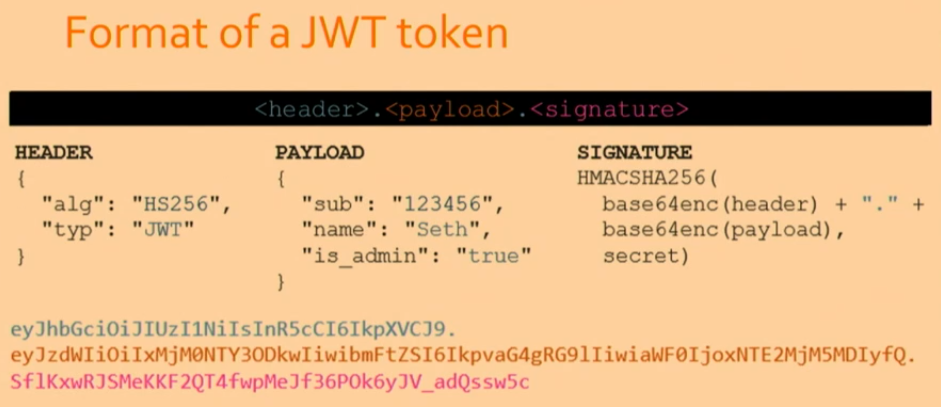 Format of a JWT token
<header>.<payload>.<signature>
HEADER
{
"alg": "HS256",
"typ": "JWT"
}
PAYLOAD
{
"sub": "123456",
"name": "Seth",
"is_admin": "true"
}
SIGNATURE
HMACSHA256(
base64enc(header) + "." +
base64enc(payload),
secret)
eyJhbGciOiJIUzI1NiIsInR5cCI6IkpXVCJ9.
eyJzdWIiOiIxMjM0NTY3ODkwIiwibmFtZSI6IkpvaG4gRG9lIiwiaWF0IjoxNTE2MjM5MDIyfQ.
SflKxwRJSMeKKF2QT4fwpMeJf36POk6yJV_adQssw5c